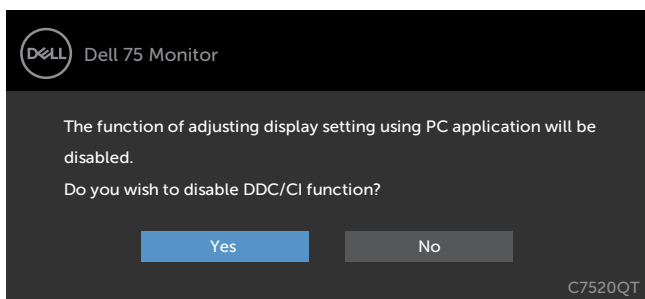 DELL
Dell 75 Monitor
The function of adjusting display setting using PC application will be
disabled.
Do you wish to disable DDC/CI function?
Yes
No
C7520QT